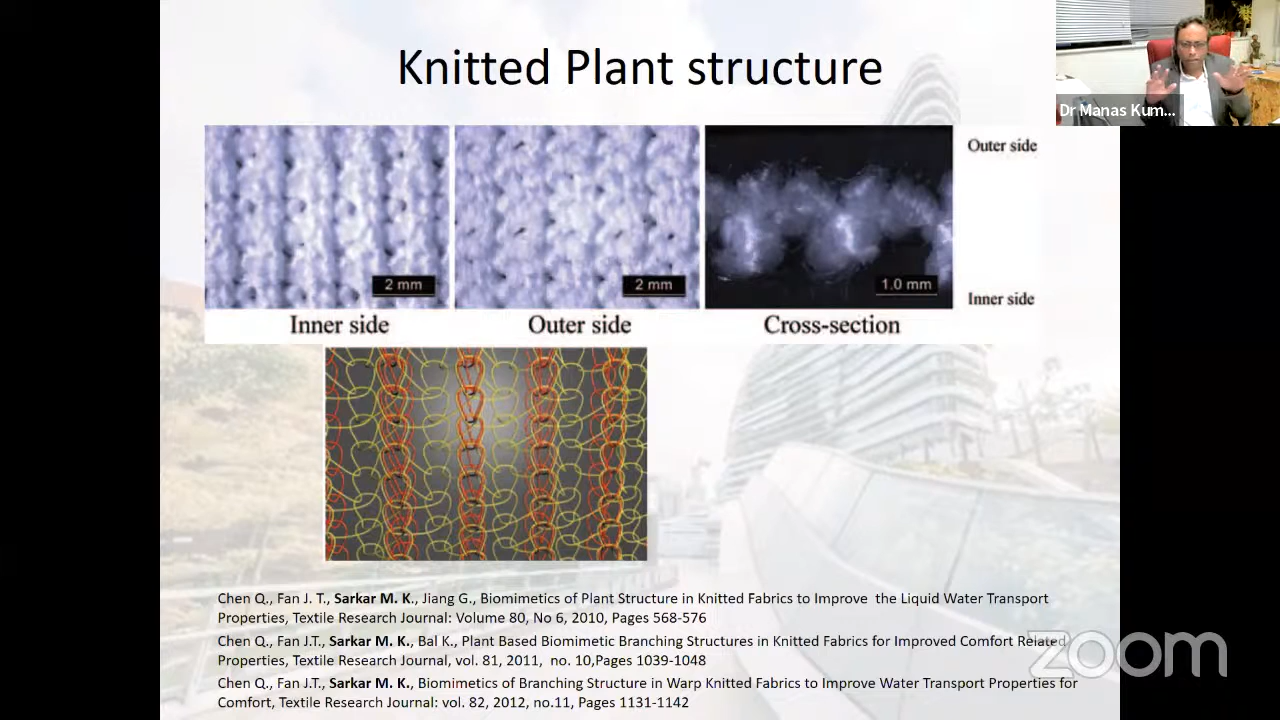 Knitted Plant structure
Dr Manas Kum...
Outer side
2 mm
2 mm
1.0 mm
Inner side
Inner side
Outer side
Cross-section
Chen Q., Fan J. T., Sarkar M. K., Jiang G., Biomimetics of Plant Structure in Knitted Fabrics to Improve the Liquid Water Transport
Properties, Textile Research Journal: Volume 80, No 6, 2010, Pages 568-576
Chen Q., Fan J.T., Sarkar M. K., Bal K., Plant Based Biomimetic Branching Structures in Knitted Fabrics for Improved Comfort Related
Properties, Textile Research Journal, vol. 81, 2011, no. 10,Pages 1039-1048
Chen Q., Fan J.T., Sarkar M. K., Biomimetics of Branching Structure in Warp Knitted Fabrics to Improve Water Transport Properties for
Comfort, Textile Research Journal: vol. 82, 2012, no.11, Pages 1131-1142
zoom